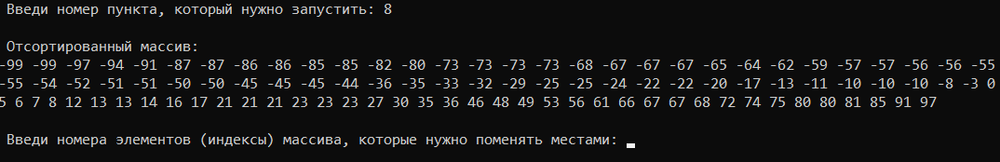 Введи номер пункта, который нужно запустить: 8
Отсортированный массив:
-99 -99 -97 -94 -91 -87 -87 -86 -86 -85 -85 -82 -80 -73 -73 -73 -73 -68 -67 -67 -67 -65 -64 -62 -59 -57 -57 -56 -56 -55
-55 -54 -52 -51 -51 -50 -50 -45 -45 -45 -44 -36 -35 -33 -32 -29 -25 -25 -24 -22 -22 -20 -17 -13 -11 -10 -10 -10 -8 -3 0
5 6 7 8 12 13 13 14 16 17 21 21 21 23 23 23 27 30 35 36 46 48 49 53 56 61 66 67 67 68 72 74 75 80 80 81 85 91 97
Введи номера элементов (индексы) массива, которые нужно поменять местами: